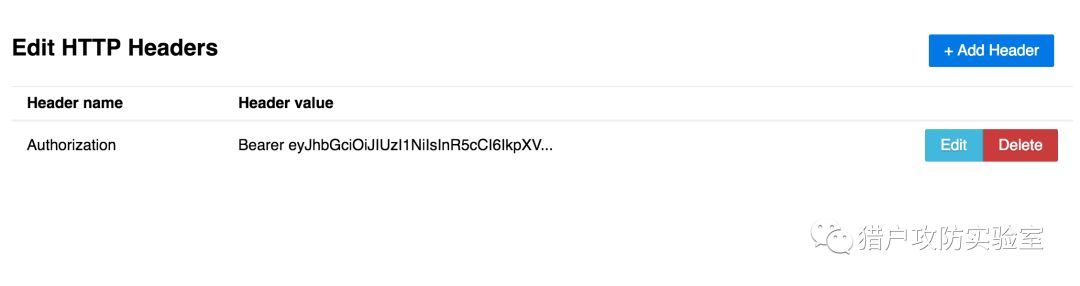 Edit HTTP Headers
+ Add Header
Header name Header value
Authorization Bearer eyJhbGciOiJIUzI1NiIsInR5cCI6IkpXV...
Edit Delete
猎户攻防实验室